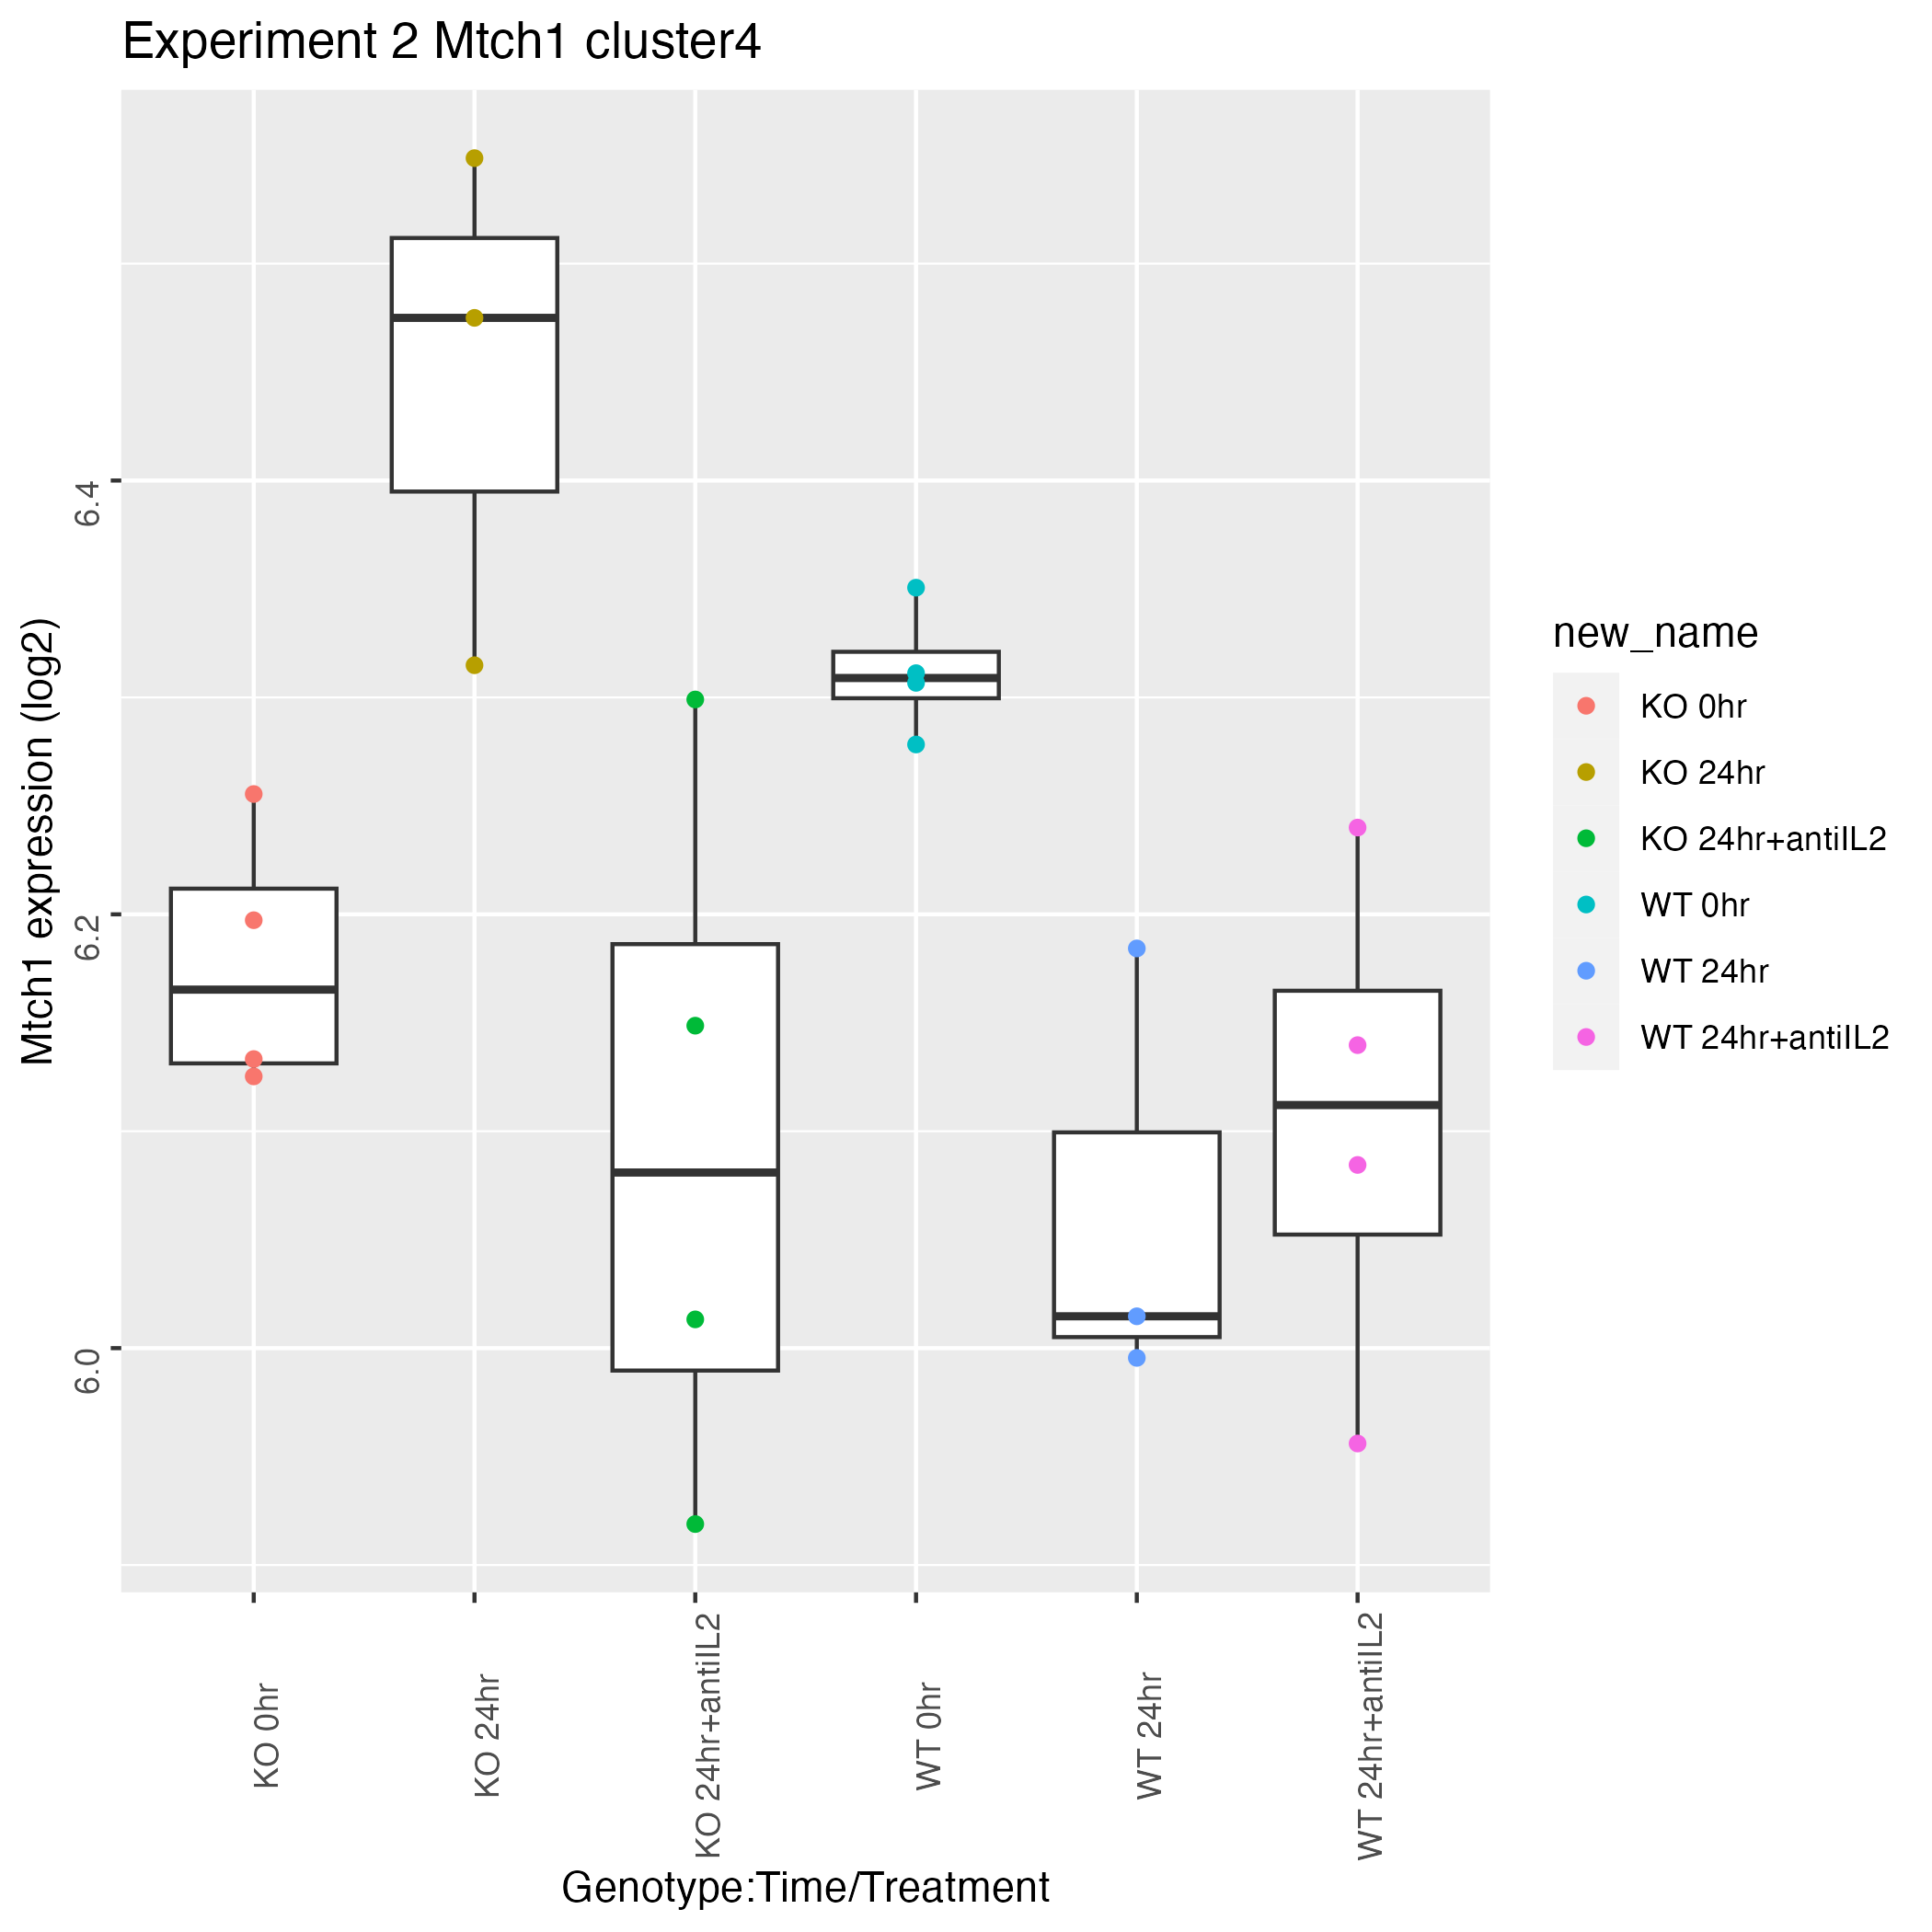 Experiment 2 Mtch1 cluster4
Mtch1 expression (log2)
6.4
6.2
6.0
KO 0hr
KO 24hr
KO 24hr+antiIL2
WT 0hr
WT 24hr
WT 24hr+antiIL2
Genotype:Time/Treatment
new_name
KO 0hr
KO 24hr
KO 24hr+antiIL2
WT 0hr
WT 24hr
WT 24hr+antiIL2